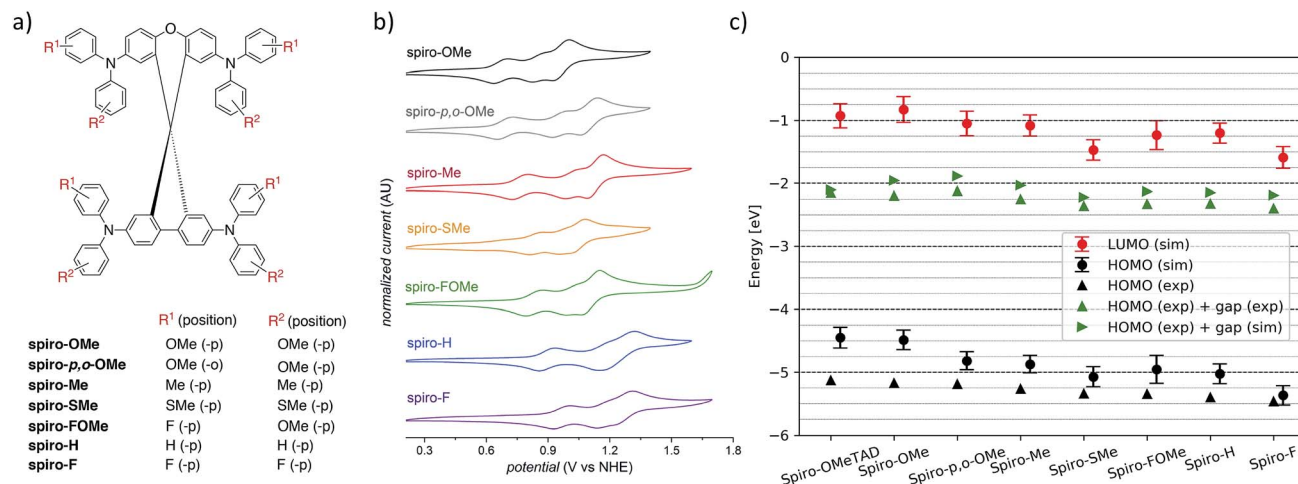 a)
R¹
O
R¹
N
N
R²
R²
R¹
R¹
N
N
R²
R²
R¹ (position) R² (position)
spiro-OMe OMe (-p) OMe (-p)
spiro-p,o-OMe OMe (-o) OMe (-p)
spiro-Me Me (-p) Me (-p)
spiro-SMe SMe (-p) SMe (-p)
spiro-FOMe F (-p) OMe (-p)
spiro-H H (-p) H (-p)
spiro-F F (-p) F (-p)
b)
normalized current (AU)
spiro-OMe
spiro-p,o-OMe
spiro-Me
spiro-SMe
spiro-FOMe
spiro-H
spiro-F
0.3 0.6 0.9 1.2 1.5 1.8
potential (V vs NHE)
c)
Energy [eV]
0
−1
−2
−3
−4
−5
−6
LUMO (sim)
HOMO (sim)
HOMO (exp)
HOMO (exp) + gap (exp)
HOMO (exp) + gap (sim)
Spiro-OMeTAD
Spiro-OMe
Spiro-p,o-OMe
Spiro-Me
Spiro-SMe
Spiro-FOMe
Spiro-H
Spiro-F